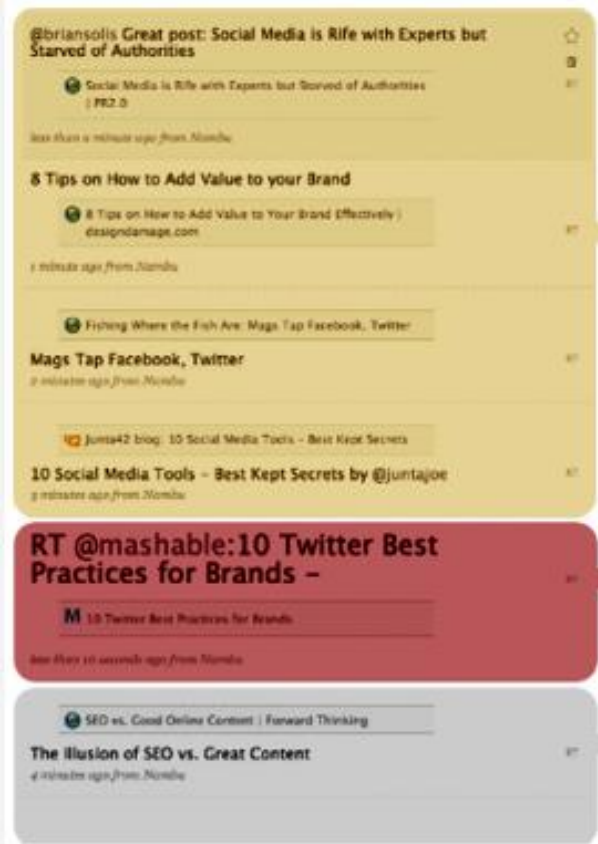 @briansolis Great post: Social Media is Rife with Experts but
Starved of Authorities
Social Media is Rife with Experts but Starved of Authorities
| PR2.0
less than a minute ago from Nambu
8 Tips on How to Add Value to your Brand
8 Tips on How to Add Value to Your Brand Effectively |
designdamage.com
RT
1 minute ago from Nambu
Fishing Where the Fish Are: Mags Tap Facebook, Twitter
Mags Tap Facebook, Twitter
2 minutes ago from Nambu
Junta42 blog: 10 Social Media Tools – Best Kept Secrets
10 Social Media Tools – Best Kept Secrets by @juntajoe
3 minutes ago from Nambu
RT @mashable:10 Twitter Best
Practices for Brands –
M 10 Twitter Best Practices for Brands
less than 10 seconds ago from Nambu
SEO vs. Good Online Content | Forward Thinking
The Illusion of SEO vs. Great Content
RT
4 minutes ago from Nambu